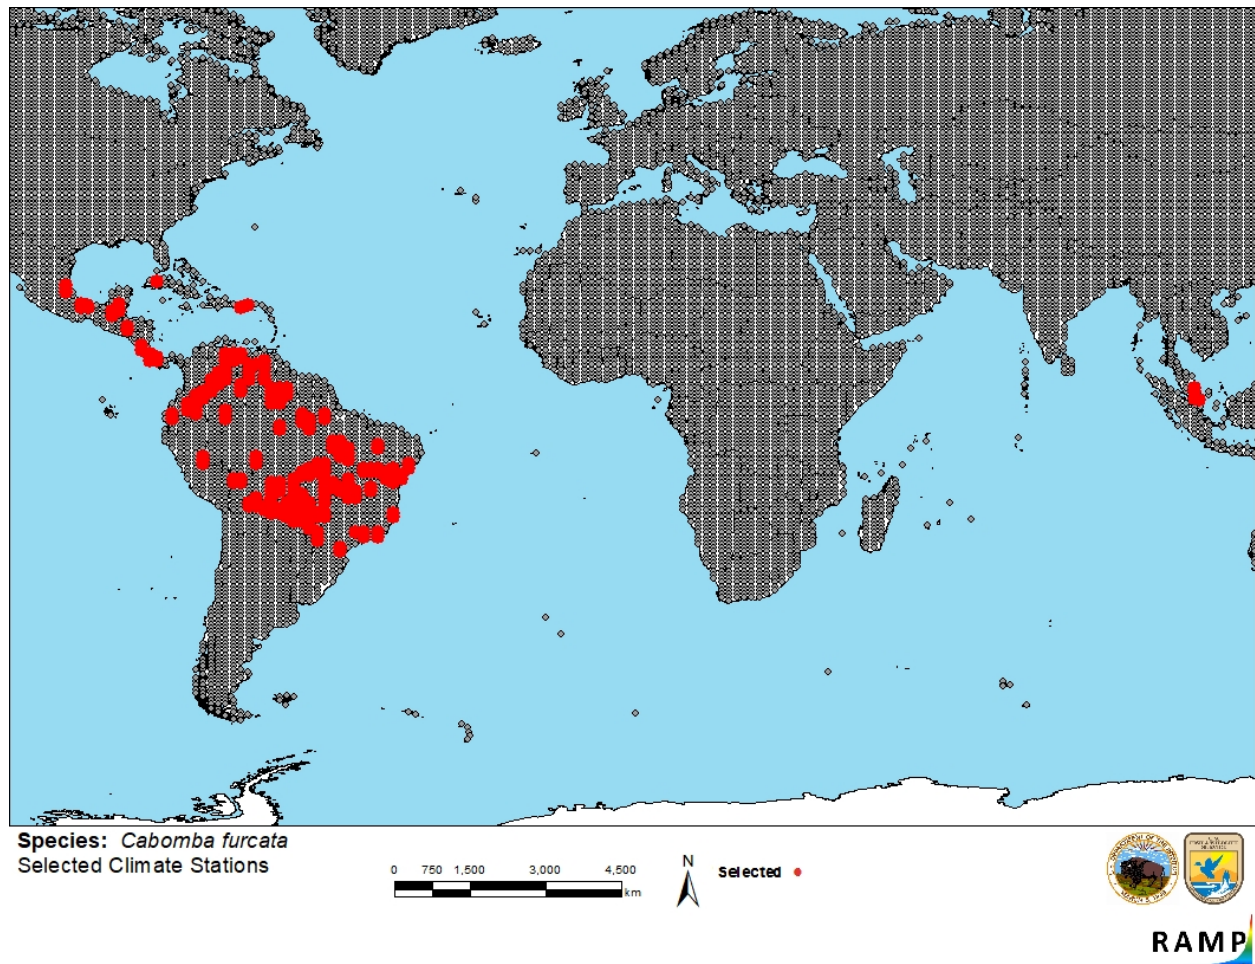 Species: Cabomba furcata
Selected Climate Stations
0 750 1,500 3,000 4,500
km
N
Selected
RAMP